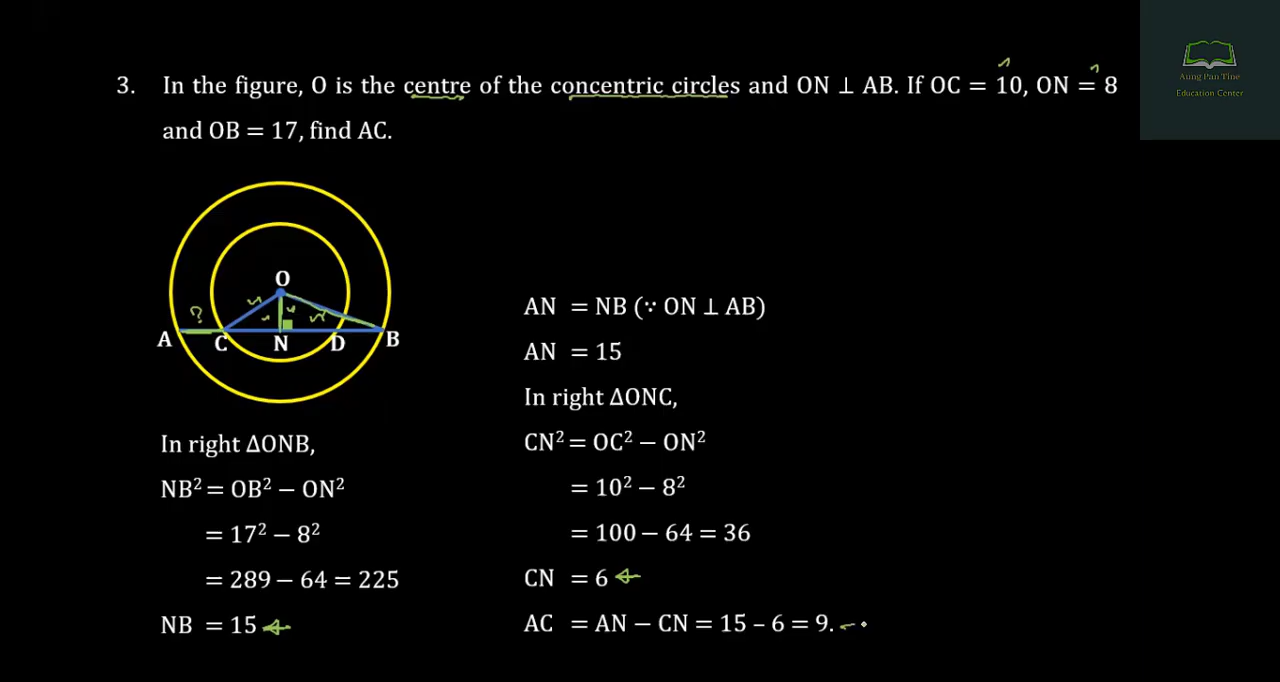 Aung Pan Tine
Education Center
3. In the figure, O is the centre of the concentric circles and ON ⊥ AB. If OC = 10, ON = 8
and OB = 17, find AC.
O
?
A C N D B
In right ΔONB,
NB² = OB² − ON²
= 17² − 8²
= 289 − 64 = 225
NB = 15
AN = NB (∵ ON ⊥ AB)
AN = 15
In right ΔONC,
CN² = OC² − ON²
= 10² − 8²
= 100 − 64 = 36
CN = 6
AC = AN − CN = 15 – 6 = 9.